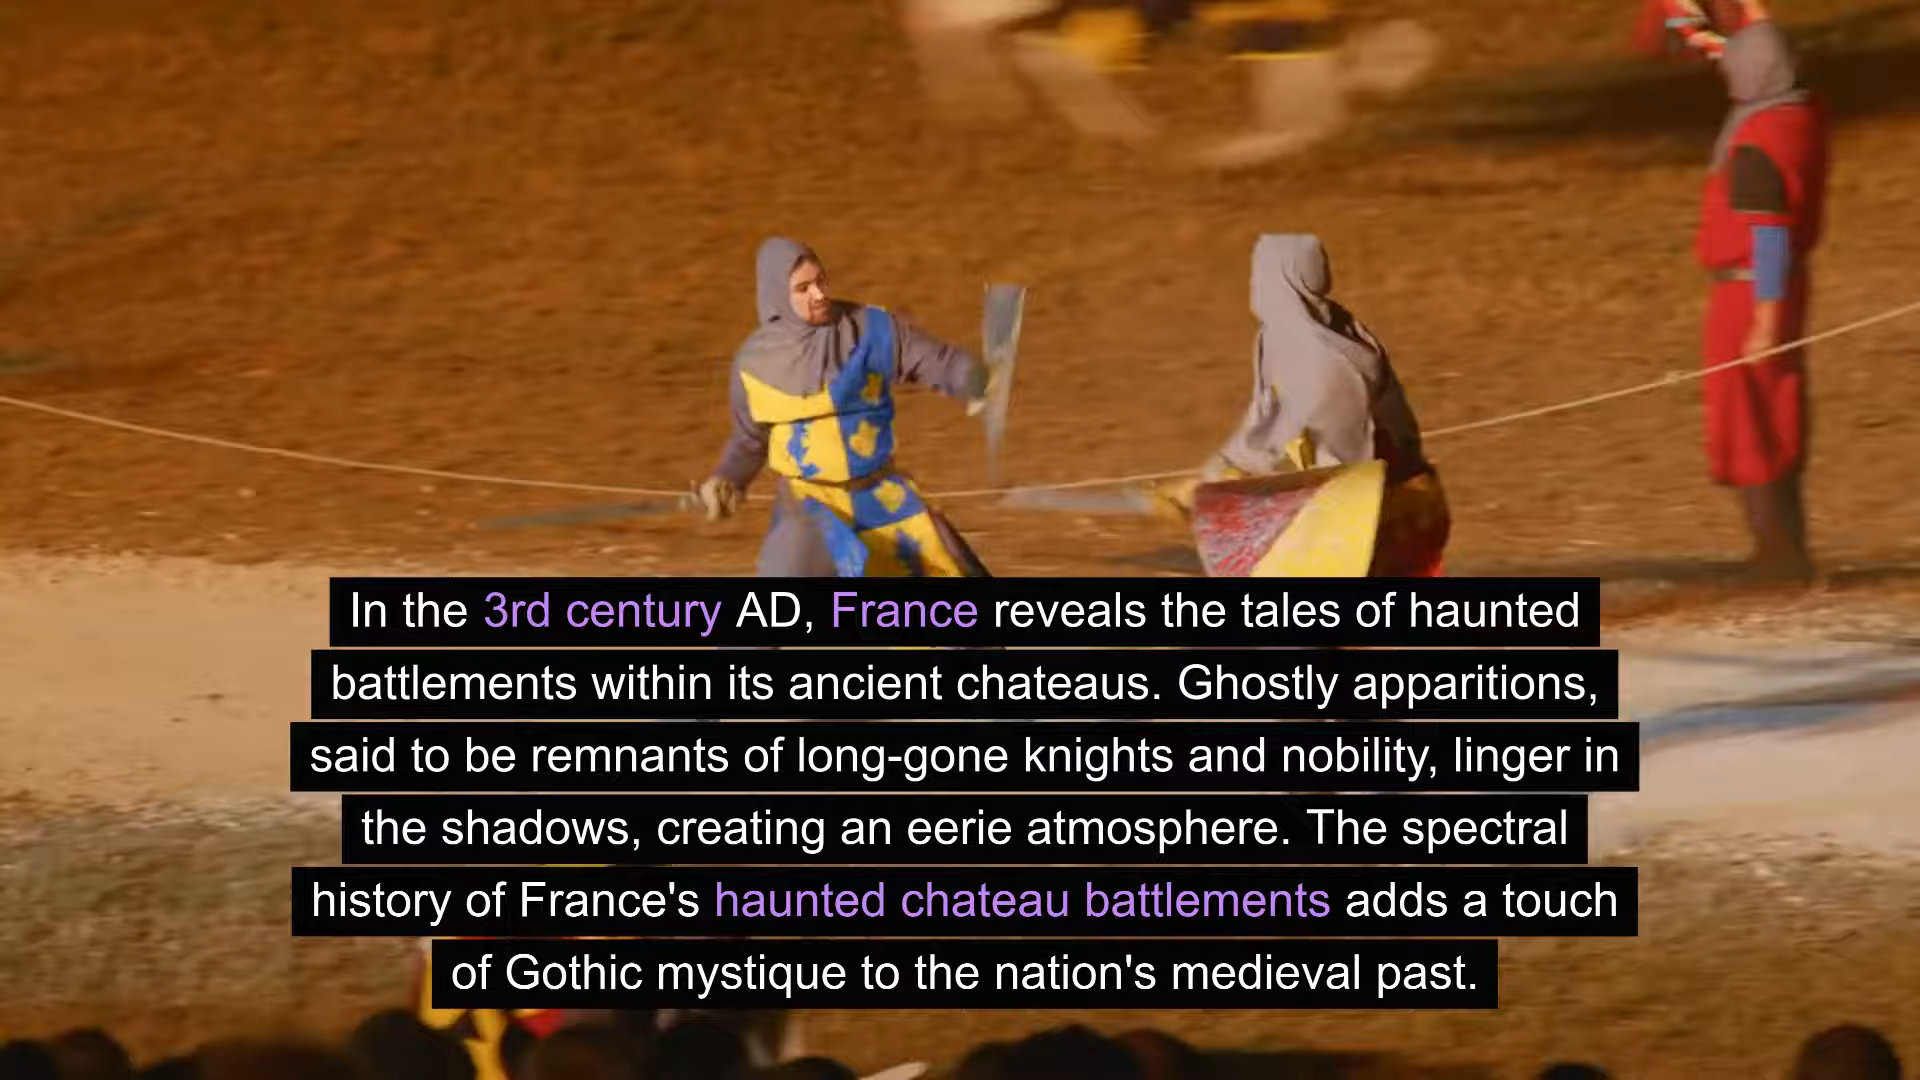 In the 3rd century AD, France reveals the tales of haunted
battlements within its ancient chateaus. Ghostly apparitions,
said to be remnants of long-gone knights and nobility, linger in
the shadows, creating an eerie atmosphere. The spectral
history of France's haunted chateau battlements adds a touch
of Gothic mystique to the nation's medieval past.